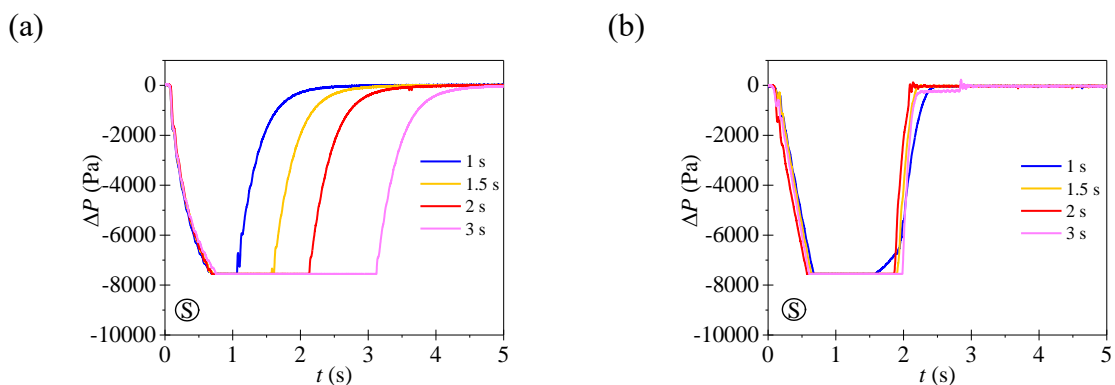 (a)
ΔP (Pa)
0
-2000
-4000
-6000
-8000
-10000
1 s
1.5 s
2 s
3 s
S
0 1 2 3 4 5
t (s)
(b)
ΔP (Pa)
0
-2000
-4000
-6000
-8000
-10000
1 s
1.5 s
2 s
3 s
S
0 1 2 3 4 5
t (s)